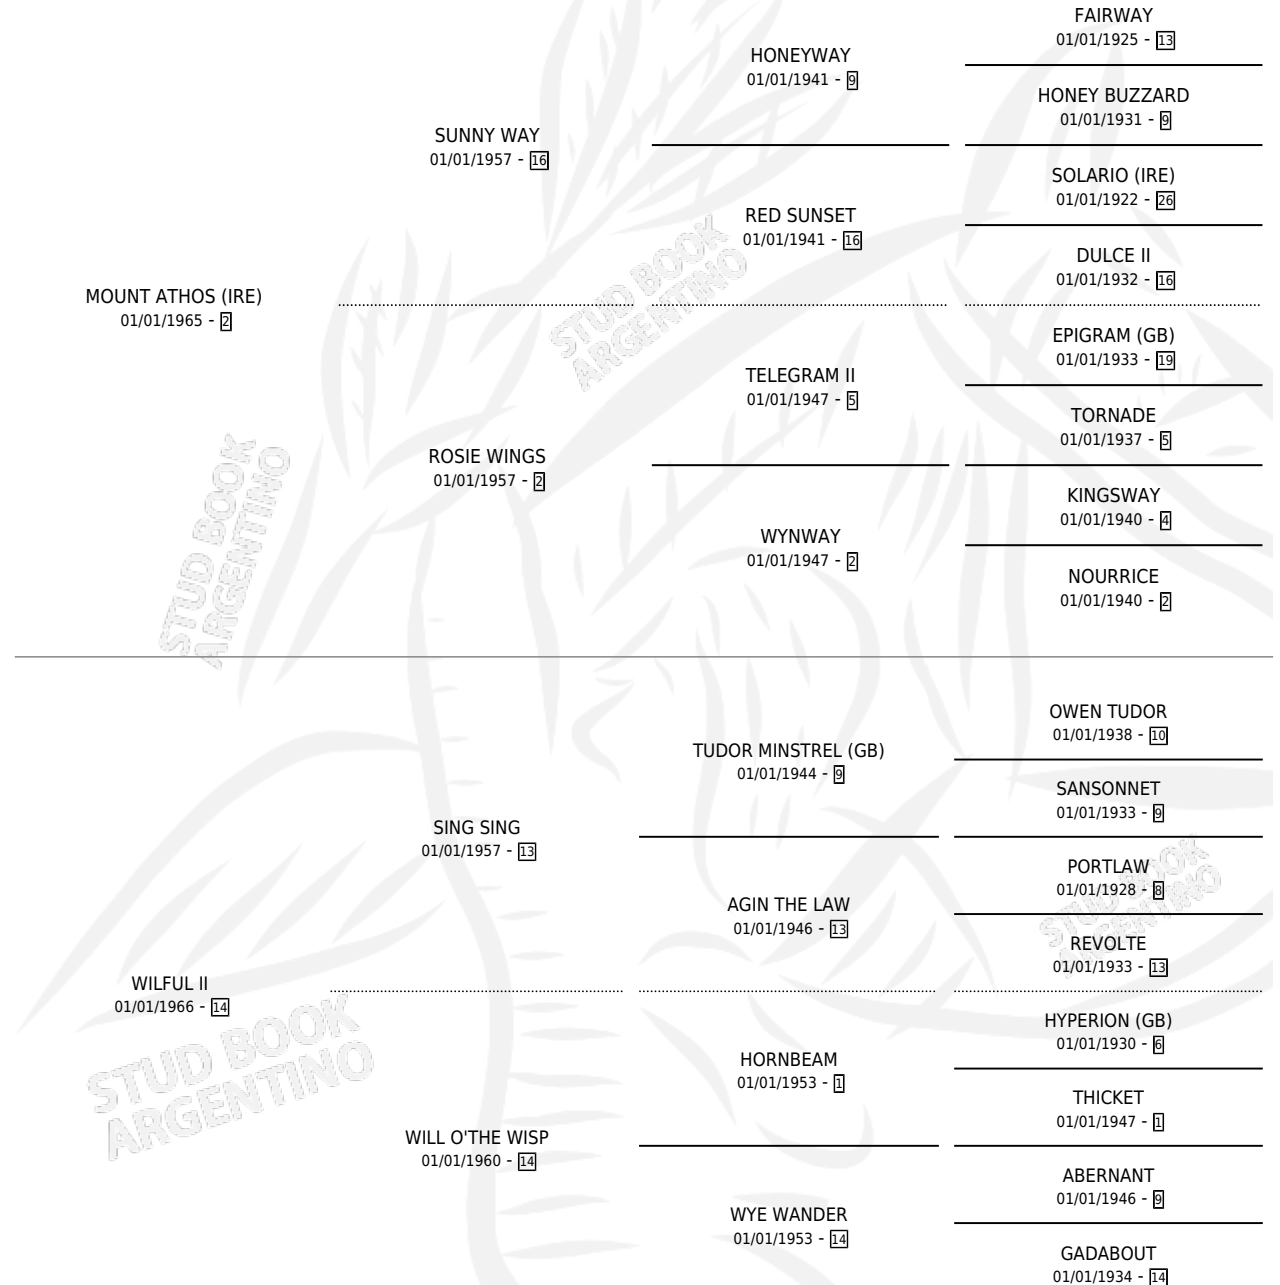 FAIRWAY
01/01/1925 - 13
HONEYWAY
01/01/1941 - 9
HONEY BUZZARD
01/01/1931 - 9
SUNNY WAY
01/01/1957 - 16
SOLARIO (IRE)
01/01/1922 - 26
RED SUNSET
01/01/1941 - 16
DULCE II
01/01/1932 - 16
MOUNT ATHOS (IRE)
01/01/1965 - 2
EPIGRAM (GB)
01/01/1933 - 19
TELEGRAM II
01/01/1947 - 5
TORNADE
01/01/1937 - 5
ROSIE WINGS
01/01/1957 - 2
KINGSWAY
01/01/1940 - 4
WYNWAY
01/01/1947 - 2
NOURRICE
01/01/1940 - 2
OWEN TUDOR
01/01/1938 - 10
TUDOR MINSTREL (GB)
01/01/1944 - 9
SANSONNET
01/01/1933 - 9
SING SING
01/01/1957 - 13
PORTLAW
01/01/1928 - 8
AGIN THE LAW
01/01/1946 - 13
REVOLTE
01/01/1933 - 13
WILFUL II
01/01/1966 - 14
HYPERION (GB)
01/01/1930 - 6
HORNBEAM
01/01/1953 - 1
THICKET
01/01/1947 - 1
WILL O'THE WISP
01/01/1960 - 14
ABERNANT
01/01/1946 - 9
WYE WANDER
01/01/1953 - 14
GADABOUT
01/01/1934 - 14
STUD BOOK
ARGENTINO
STUD BOOK
ARGENTINO
STUD BOOK
ARGENTINO
STUD BOOK
ARGENTINO